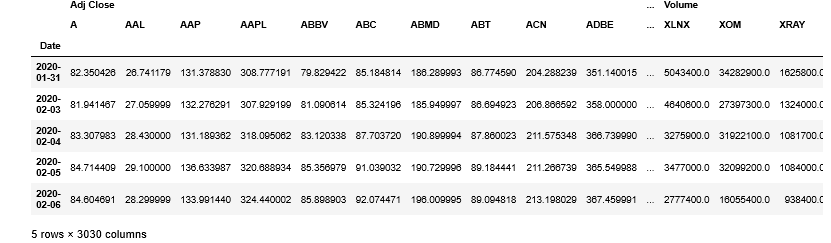 Adj Close ... Volume
A AAL AAP AAPL ABBV ABC ABMD ABT ACN ADBE ... XLNX XOM XRAY
Date
2020-01-31 82.350426 26.741179 131.378830 308.777191 79.829422 85.184814 186.289993 86.774590 204.288239 351.140015 ... 5043400.0 34282900.0 1625800.0
2020-02-03 81.941467 27.059999 132.276291 307.929199 81.090614 85.324196 185.949997 86.694923 206.866592 358.000000 ... 4640600.0 27397300.0 1324000.0
2020-02-04 83.307983 28.430000 131.189362 318.095062 83.120338 87.703720 190.899994 87.860023 211.575348 366.739990 ... 3275900.0 31922100.0 1081700.0
2020-02-05 84.714409 29.100000 136.633987 320.688934 85.356979 91.039032 190.729996 89.184441 211.266739 365.549988 ... 3477000.0 32099200.0 1084000.0
2020-02-06 84.604691 28.299999 133.991440 324.440002 85.898903 92.074471 196.009995 89.094818 213.198029 367.459991 ... 2777400.0 16055400.0 938400.0
5 rows × 3030 columns